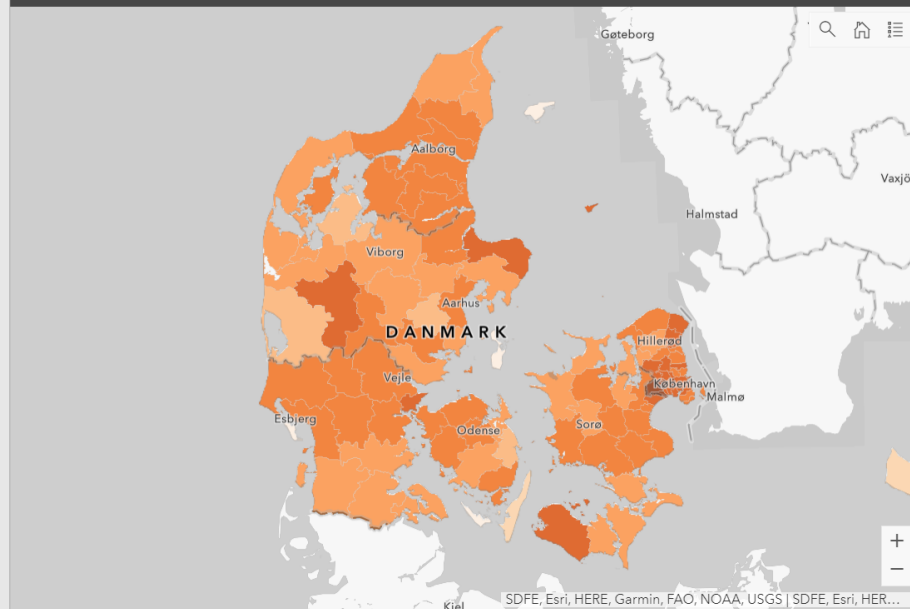 Gøteborg
Aalborg
Vaxjö
Halmstad
Viborg
Aarhus
DANMARK
Hillerød
Vejle
København
Malmø
Esbjerg
Odense
Sorø
+
−
Kiel
SDFE, Esri, HERE, Garmin, FAO, NOAA, USGS | SDFE, Esri, HER...